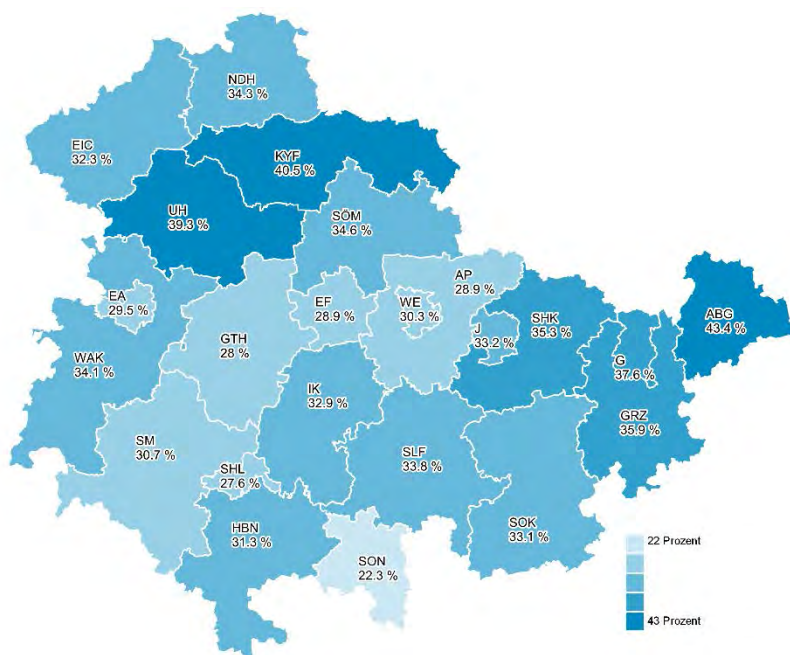 NDH
34.3 %
EIC
32.3 %
KYF
40.5 %
UH
39.3 %
SÖM
34.6 %
EA
29.5 %
GTH
28 %
EF
28.9 %
WE
30.3 %
AP
28.9 %
J
33.2 %
SHK
35.3 %
G
37.6 %
ABG
43.4 %
WAK
34.1 %
IK
32.9 %
GRZ
35.9 %
SM
30.7 %
SHL
27.6 %
SLF
33.8 %
SOK
33.1 %
HBN
31.3 %
SON
22.3 %
22 Prozent
43 Prozent